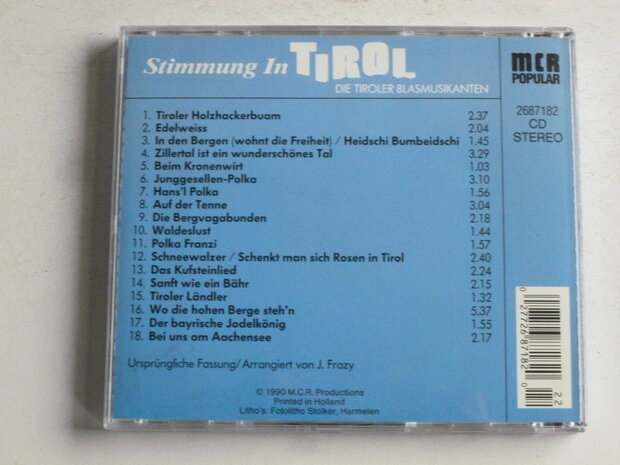 Stimmung In TIROL
DIE TIROLER BLASMUSIKANTEN
MCR
POPULAR
2687182
CD
STEREO
1. Tiroler Holzhackerbuam 2.37
2. Edelweiss 2.04
3. In den Bergen (wohnt die Freiheit) / Heidschi Bumbeidschi 1.45
4. Zillertal ist ein wunderschönes Tal 3.29
5. Beim Kronenwirt 1.03
6. Junggesellen-Polka 3.10
7. Hans'l Polka 1.56
8. Auf der Tenne 3.04
9. Die Bergvagabunden 2.18
10. Waldeslust 1.44
11. Polka Franzi 1.57
12. Schneewalzer / Schenkt man sich Rosen in Tirol 2.40
13. Das Kufsteinlied 2.24
14. Sanft wie ein Bähr 2.15
15. Tiroler Ländler 1.32
16. Wo die hohen Berge steh'n 5.37
17. Der bayrische Jodelkönig 1.55
18. Bei uns am Aachensee 2.17
Ursprüngliche Fassung/Arrangiert von J. Frazy
© 1990 M.C.R. Productions
Printed in Holland
Litho's: Fotolitho Stolker, Harmelen
0 27726 87182 0
22